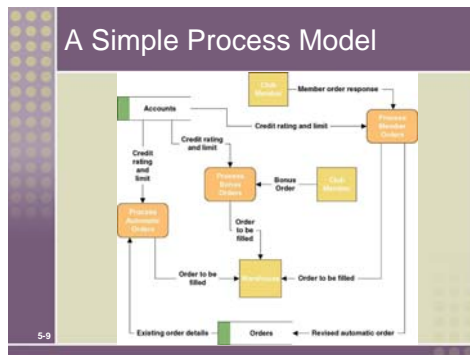 A Simple Process Model
Club
Member
Member order response
Accounts
Credit rating and limit
Process
Member
Orders
Credit rating
and limit
Credit
rating
and
limit
Process
Bonus
Orders
Bonus
Order
Club
Member
Process
Automatic
Orders
Order
to be
filled
Order to be
filled
Warehouse
Order to be filled
Existing order details
Orders
Revised automatic order
5-9